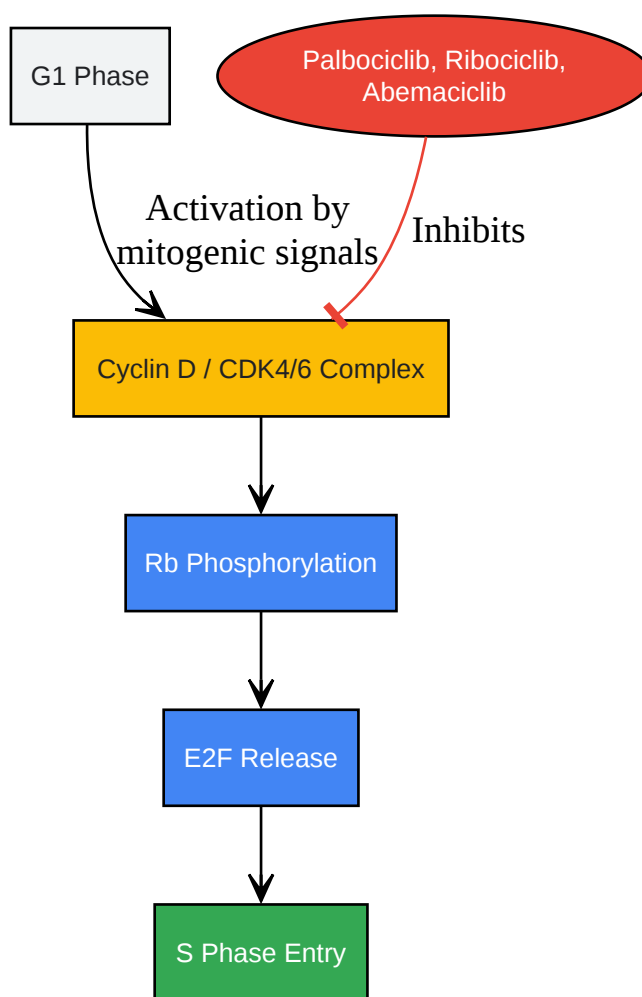 G1 Phase
Palbociclib, Ribociclib,
Abemaciclib
Activation by
mitogenic signals
Inhibits
Cyclin D / CDK4/6 Complex
Rb Phosphorylation
E2F Release
S Phase Entry